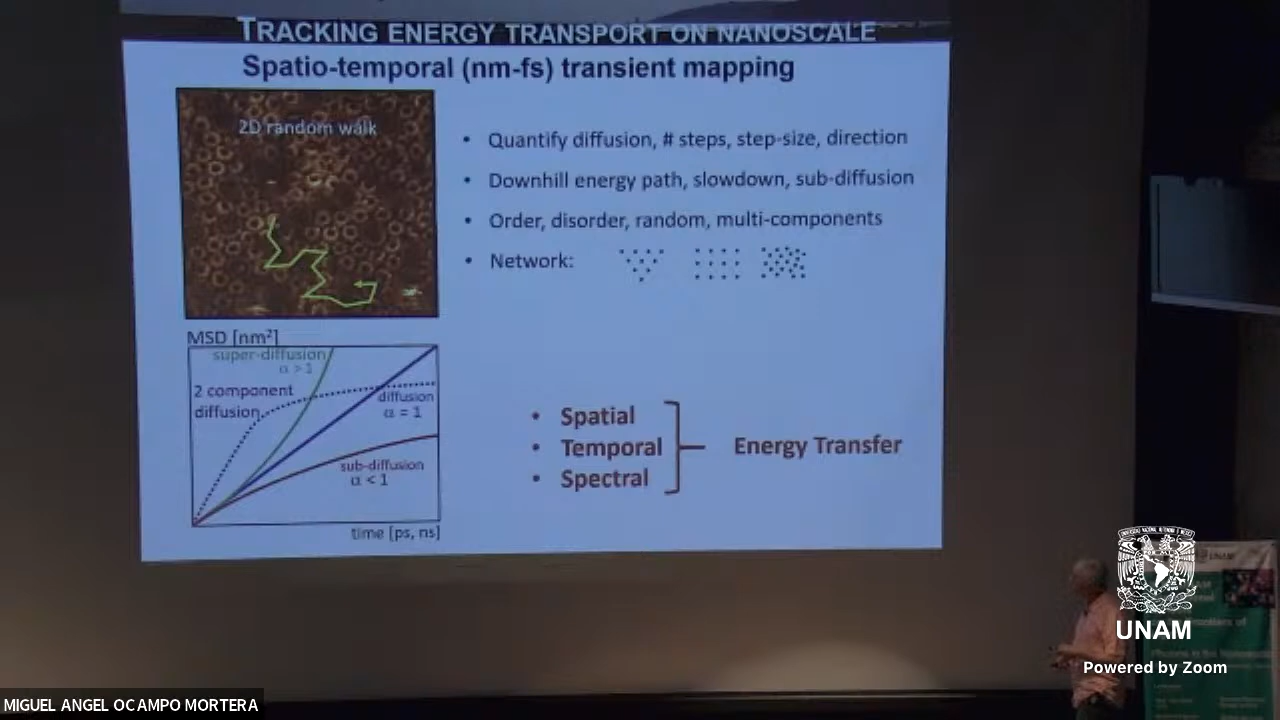 TRACKING ENERGY TRANSPORT ON NANOSCALE
Spatio-temporal (nm-fs) transient mapping
2D random walk
• Quantify diffusion, # steps, step-size, direction
• Downhill energy path, slowdown, sub-diffusion
• Order, disorder, random, multi-components
• Network:
MSD [nm²]
super-diffusion
α > 1
2 component
diffusion
diffusion
α = 1
sub-diffusion
α < 1
time [ps, ns]
• Spatial
• Temporal
• Spectral
Energy Transfer
UNAM
UNAM
Powered by Zoom
MIGUEL ANGEL OCAMPO MORTERA